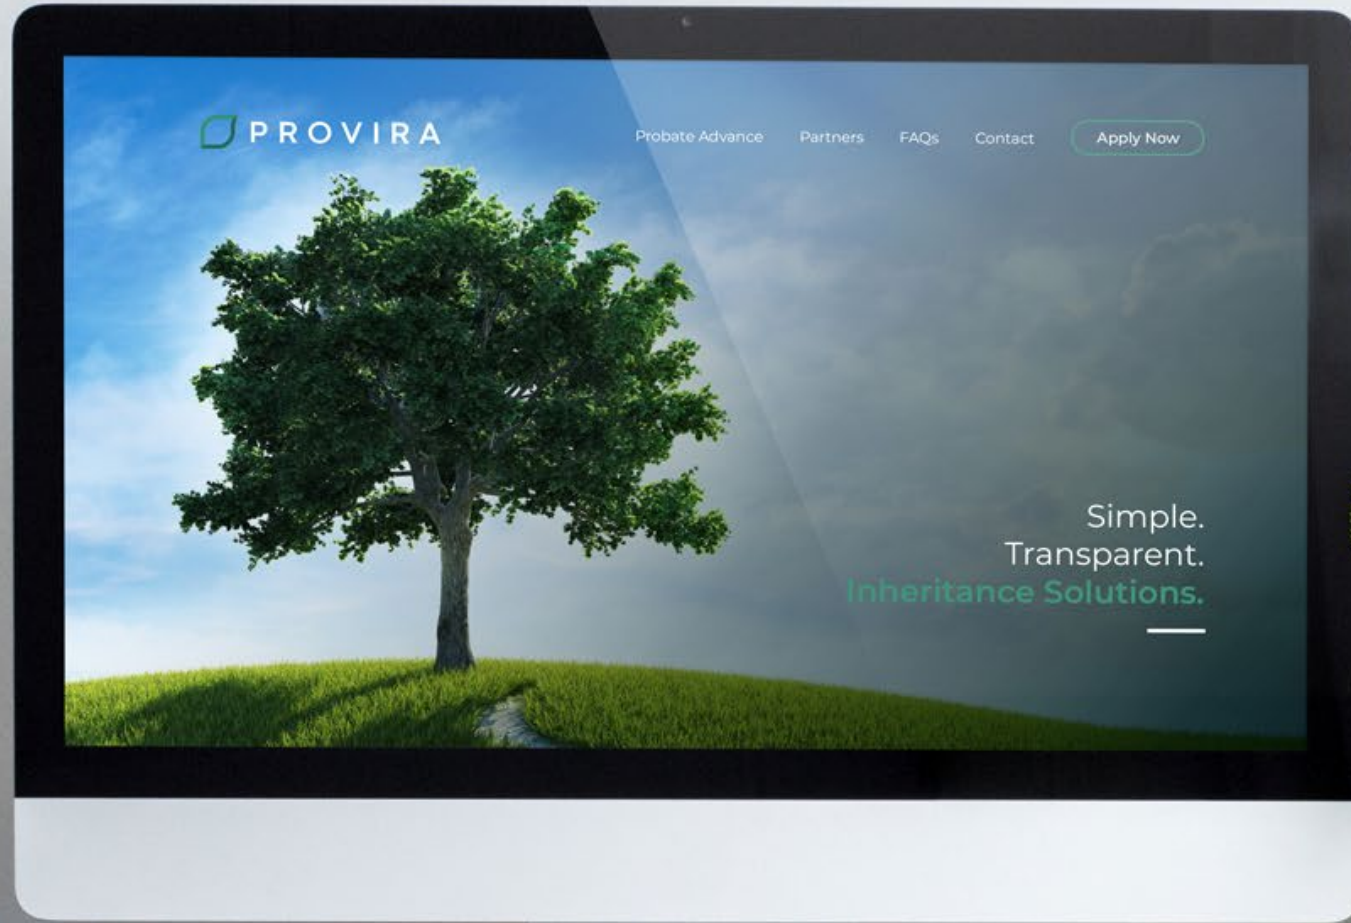 PROVIRA
Probate Advance Partners FAQs Contact Apply Now
Simple.
Transparent.
Inheritance Solutions.